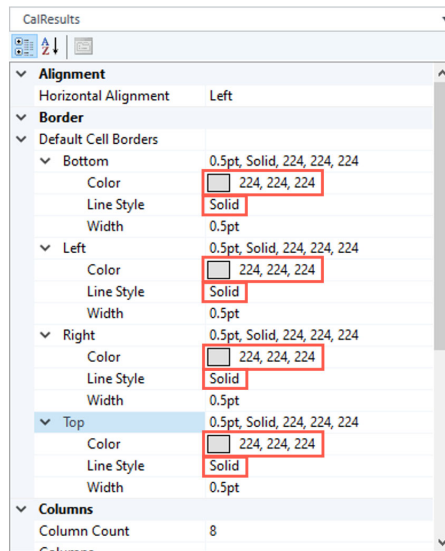 CalResults
Alignment
Horizontal Alignment Left
Border
Default Cell Borders
Bottom 0.5pt, Solid, 224, 224, 224
Color 224, 224, 224
Line Style Solid
Width 0.5pt
Left 0.5pt, Solid, 224, 224, 224
Color 224, 224, 224
Line Style Solid
Width 0.5pt
Right 0.5pt, Solid, 224, 224, 224
Color 224, 224, 224
Line Style Solid
Width 0.5pt
Top 0.5pt, Solid, 224, 224, 224
Color 224, 224, 224
Line Style Solid
Width 0.5pt
Columns
Column Count 8